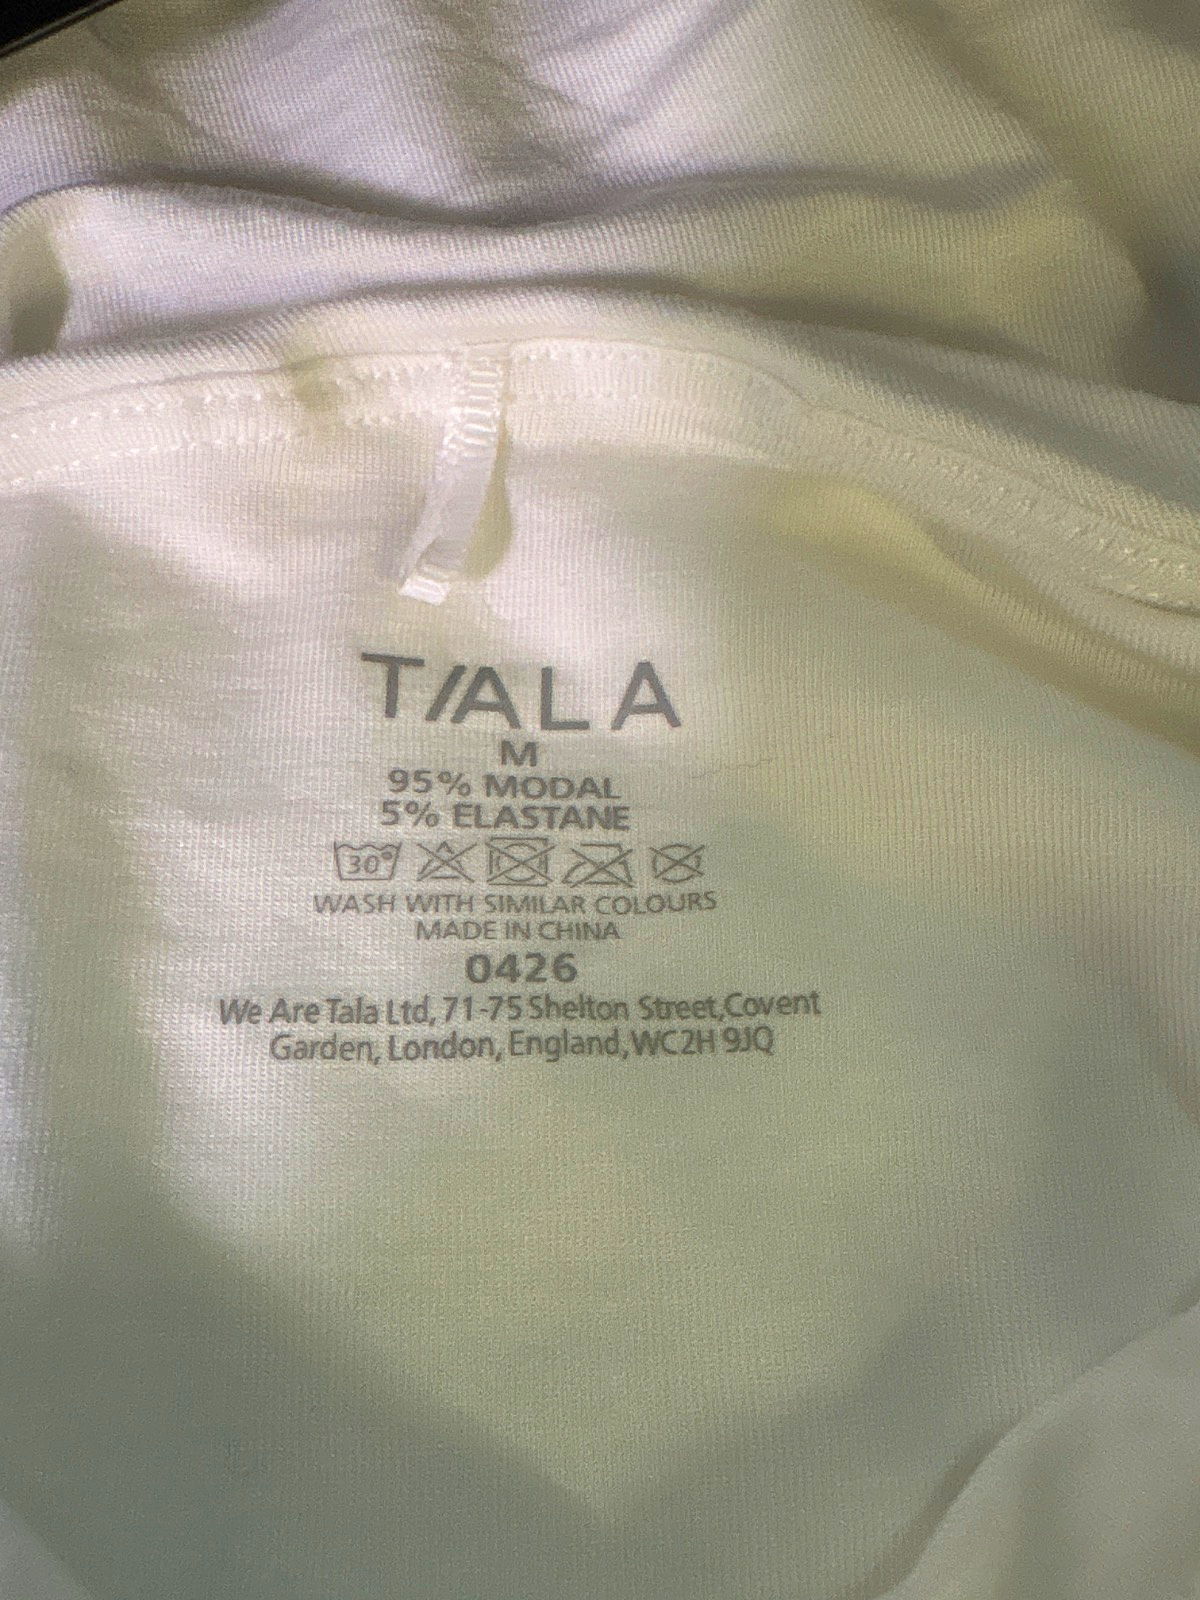 T/ALA
M
95% MODAL
5% ELASTANE
30°
WASH WITH SIMILAR COLOURS
MADE IN CHINA
0426
We Are Tala Ltd, 71-75 Shelton Street,Covent
Garden, London, England,WC2H 9JQ